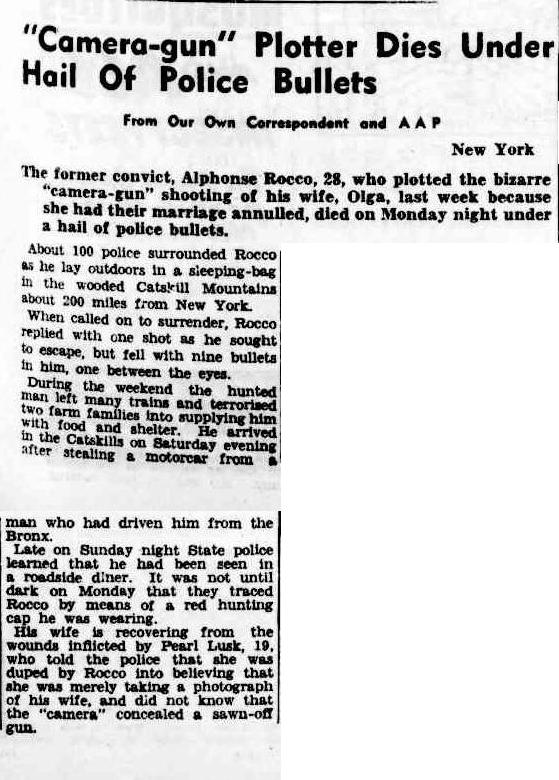 "Camera-gun" Plotter Dies Under
Hail Of Police Bullets
From Our Own Correspondent and A A P
New York
The former convict, Alphonse Rocco, 28, who plotted the bizarre
"camera-gun" shooting of his wife, Olga, last week because
she had their marriage annulled, died on Monday night under
a hail of police bullets.
About 100 police surrounded Rocco
as he lay outdoors in a sleeping-bag
in the wooded Catskill Mountains
about 200 miles from New York.
When called on to surrender, Rocco
replied with one shot as he sought
to escape, but fell with nine bullets
in him, one between the eyes.
During the weekend the hunted
man left many trains and terrorised
two farm families into supplying him
with food and shelter. He arrived
in the Catskills on Saturday evening
after stealing a motorcar from a
man who had driven him from the
Bronx.
Late on Sunday night State police
learned that he had been seen in
a roadside diner. It was not until
dark on Monday that they traced
Rocco by means of a red hunting
cap he was wearing.
His wife is recovering from the
wounds inflicted by Pearl Lusk, 19,
who told the police that she was
duped by Rocco into believing that
she was merely taking a photograph
of his wife, and did not know that
the "camera" concealed a sawn-off
gun.